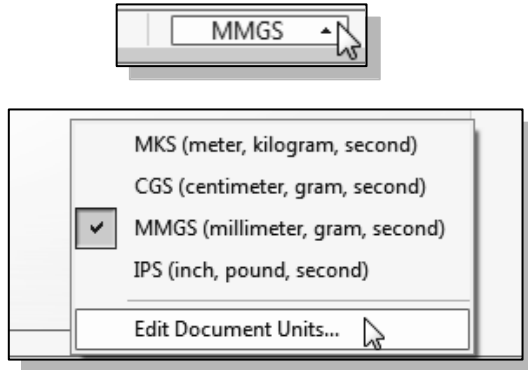 MMGS
MKS (meter, kilogram, second)
CGS (centimeter, gram, second)
MMGS (millimeter, gram, second)
IPS (inch, pound, second)
Edit Document Units...